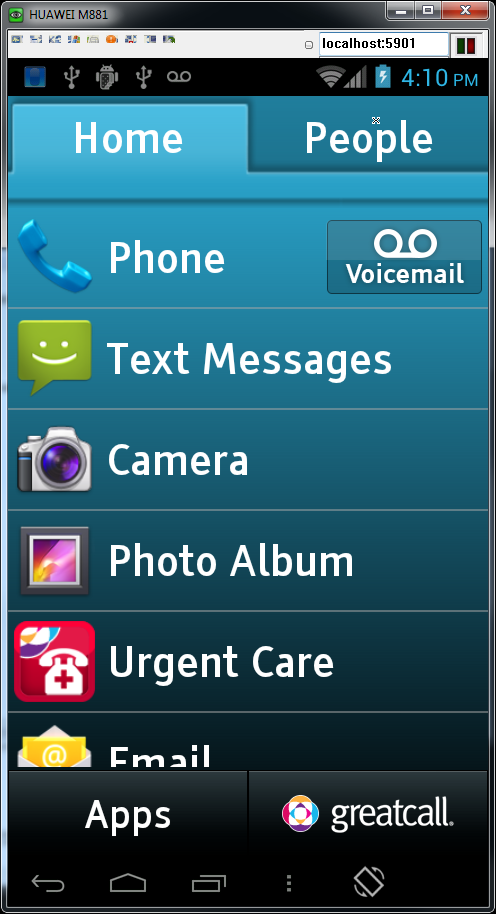 HUAWEI M881
localhost:5901
4:10 PM
Home
People
Phone
Voicemail
Text Messages
Camera
Photo Album
Urgent Care
Email
Apps
greatcall.